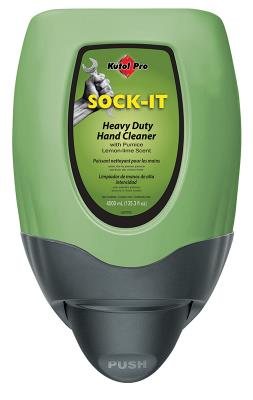 Kutol Pro
SOCK-IT
Heavy Duty
Hand Cleaner
with Pumice
Lemon-lime Scent
Puissant nettoyant pour les mains
Limpiador de manos de alta
intensidad
4000 mL (135.3 fl oz)
PUSH